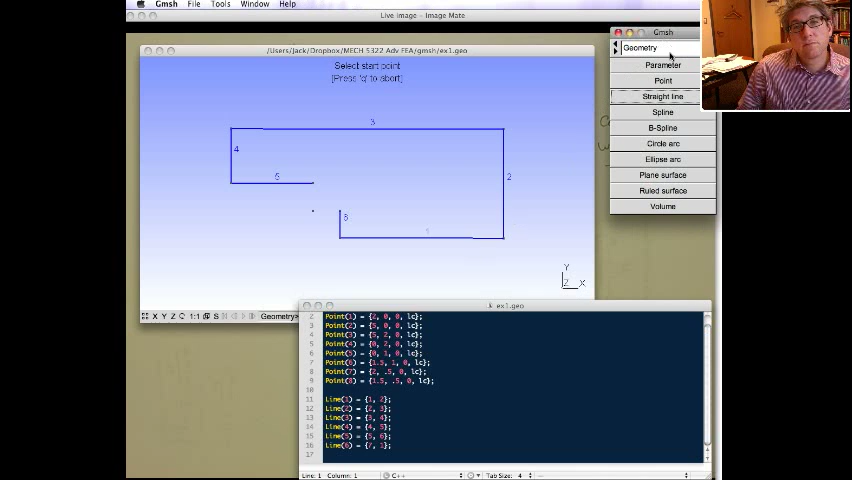 Gmsh File Tools Window Help
Live Image - Image Mate
/Users/Jack/Dropbox/MECH 5322 Adv FEA/gmsh/ex1.geo
Select start point
[Press 'q' to abort]
3
4
5
2
6
1
Y
Z X
X Y Z 1:1 S Geometry>
Gmsh
Geometry
Parameter
Point
Straight line
Spline
B-Spline
Circle arc
Ellipse arc
Plane surface
Ruled surface
Volume
ex1.geo
2 Point(1) = {2, 0, 0, lc};
3 Point(2) = {5, 0, 0, lc};
4 Point(3) = {5, 2, 0, lc};
5 Point(4) = {0, 2, 0, lc};
6 Point(5) = {0, 1, 0, lc};
7 Point(6) = {1.5, 1, 0, lc};
8 Point(7) = {2, .5, 0, lc};
9 Point(8) = {1.5, .5, 0, lc};
10
11 Line(1) = {1, 2};
12 Line(2) = {2, 3};
13 Line(3) = {3, 4};
14 Line(4) = {4, 5};
15 Line(5) = {5, 6};
16 Line(6) = {7, 1};
17
Line: 1 Column: 1 C++ Tab Size: 4 —